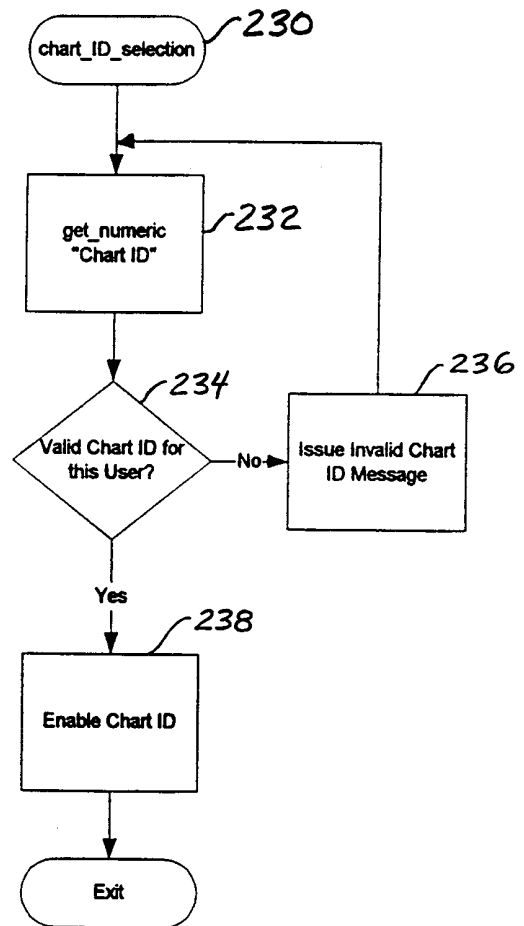 chart_ID_selection
230
get_numeric
"Chart ID"
232
234
Valid Chart ID for
this User?
No
236
Issue Invalid Chart
ID Message
Yes
238
Enable Chart ID
Exit